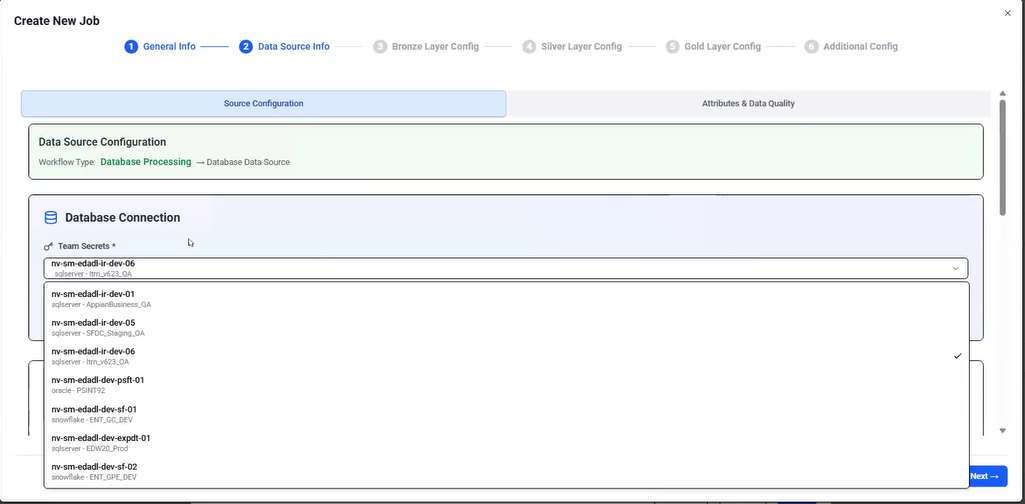 Create New Job
×
1 General Info
2 Data Source Info
3 Bronze Layer Config
4 Silver Layer Config
5 Gold Layer Config
6 Additional Config
Source Configuration
Attributes & Data Quality
Data Source Configuration
Workflow Type: Database Processing → Database Data Source
Database Connection
Team Secrets *
nv-sm-edadl-ir-dev-06
sqlserver - ltrn_v623_QA
nv-sm-edadl-ir-dev-01
sqlserver - AppianBusiness_QA
nv-sm-edadl-ir-dev-05
sqlserver - SFDC_Staging_QA
nv-sm-edadl-ir-dev-06
sqlserver - ltrn_v623_QA
nv-sm-edadl-dev-psft-01
oracle - PSINT92
nv-sm-edadl-dev-sf-01
snowflake - ENT_GC_DEV
nv-sm-edadl-dev-expdt-01
sqlserver - EDW20_Prod
nv-sm-edadl-dev-sf-02
snowflake - ENT_GPE_DEV
Next →